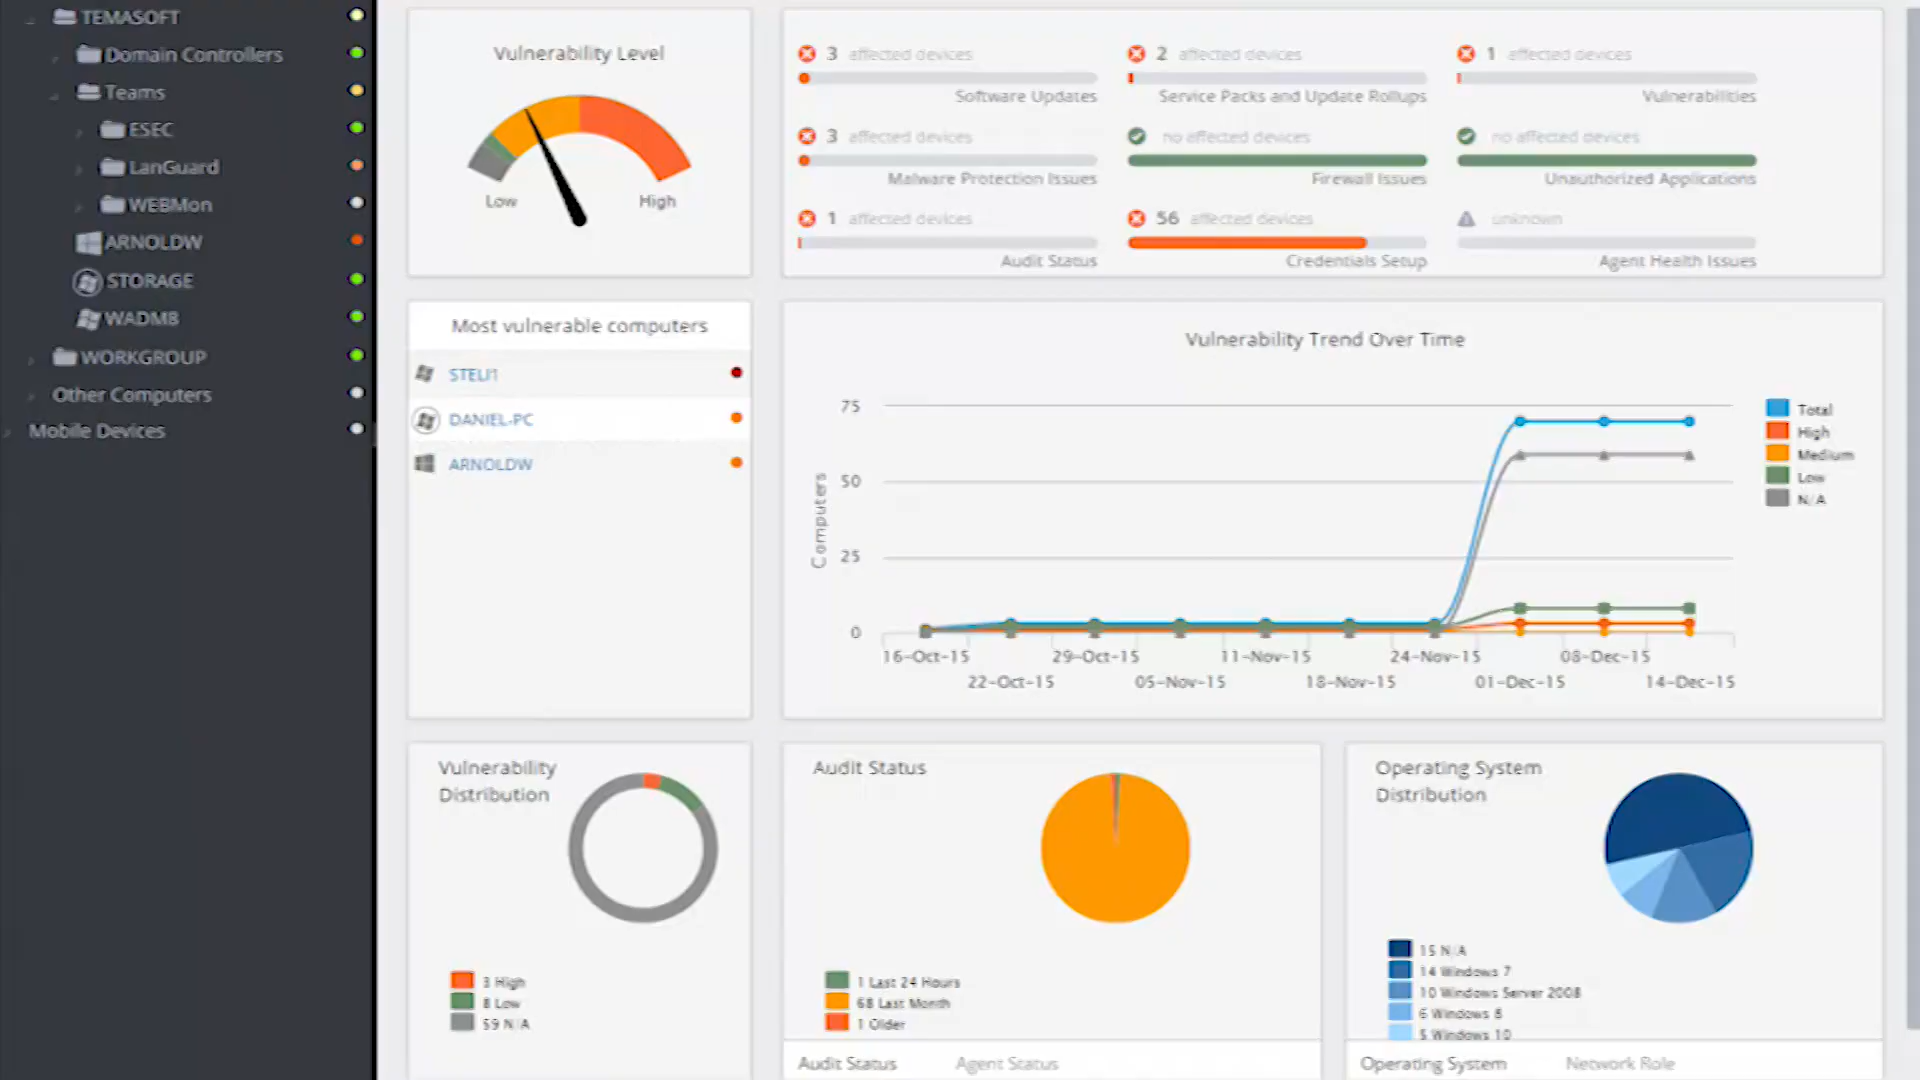 TEMASOFT
Domain Controllers
Teams
ESEC
LanGuard
WEBMon
ARNOLDW
STORAGE
WADM8
WORKGROUP
Other Computers
Mobile Devices
Vulnerability Level
Low
High
3 affected devices
Software Updates
2 affected devices
Service Packs and Update Rollups
1 affected devices
Vulnerabilities
3 affected devices
Malware Protection Issues
no affected devices
Firewall Issues
no affected devices
Unauthorized Applications
1 affected devices
Audit Status
56 affected devices
Credentials Setup
unknown
Agent Health Issues
Most vulnerable computers
STELI1
DANIEL-PC
ARNOLDW
Vulnerability Trend Over Time
Computers
75
50
25
0
16-Oct-15
22-Oct-15
29-Oct-15
05-Nov-15
11-Nov-15
18-Nov-15
24-Nov-15
01-Dec-15
08-Dec-15
14-Dec-15
Total
High
Medium
Low
N/A
Vulnerability
Distribution
3 High
8 Low
59 N/A
Audit Status
1 Last 24 Hours
68 Last Month
1 Older
Audit Status
Agent Status
Operating System
Distribution
15 N/A
14 Windows 7
10 Windows Server 2008
6 Windows 8
5 Windows 10
Operating System
Network Role